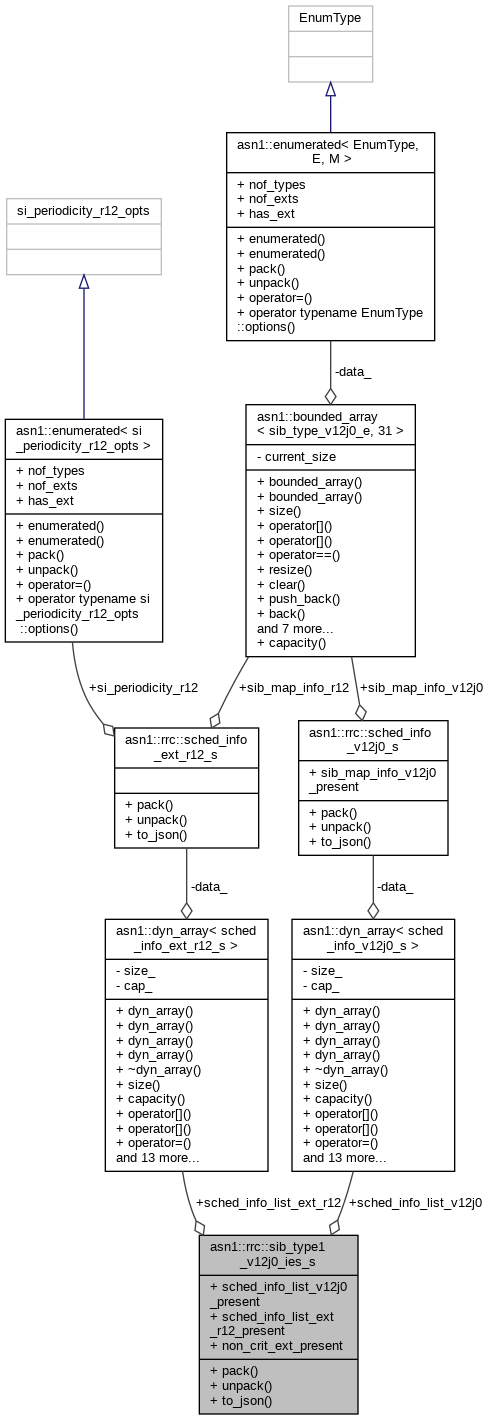 EnumType
asn1::enumerated< EnumType,
E, M >
+ nof_types
+ nof_exts
+ has_ext
+ enumerated()
+ enumerated()
+ pack()
+ unpack()
+ operator=()
+ operator typename EnumType
::options()
si_periodicity_r12_opts
-data_
asn1::enumerated< si
_periodicity_r12_opts >
+ nof_types
+ nof_exts
+ has_ext
+ enumerated()
+ enumerated()
+ pack()
+ unpack()
+ operator=()
+ operator typename si
_periodicity_r12_opts
::options()
asn1::bounded_array
< sib_type_v12j0_e, 31 >
- current_size
+ bounded_array()
+ bounded_array()
+ size()
+ operator[]()
+ operator[]()
+ operator==()
+ resize()
+ clear()
+ push_back()
+ back()
and 7 more...
+ capacity()
+si_periodicity_r12
+sib_map_info_r12
+sib_map_info_v12j0
asn1::rrc::sched_info
_ext_r12_s
+ pack()
+ unpack()
+ to_json()
asn1::rrc::sched_info
_v12j0_s
+ sib_map_info_v12j0
_present
+ pack()
+ unpack()
+ to_json()
-data_
-data_
asn1::dyn_array< sched
_info_ext_r12_s >
- size_
- cap_
+ dyn_array()
+ dyn_array()
+ dyn_array()
+ dyn_array()
+ ~dyn_array()
+ size()
+ capacity()
+ operator[]()
+ operator[]()
+ operator=()
and 13 more...
asn1::dyn_array< sched
_info_v12j0_s >
- size_
- cap_
+ dyn_array()
+ dyn_array()
+ dyn_array()
+ dyn_array()
+ ~dyn_array()
+ size()
+ capacity()
+ operator[]()
+ operator[]()
+ operator=()
and 13 more...
+sched_info_list_ext_r12
+sched_info_list_v12j0
asn1::rrc::sib_type1
_v12j0_ies_s
+ sched_info_list_v12j0
_present
+ sched_info_list_ext
_r12_present
+ non_crit_ext_present
+ pack()
+ unpack()
+ to_json()